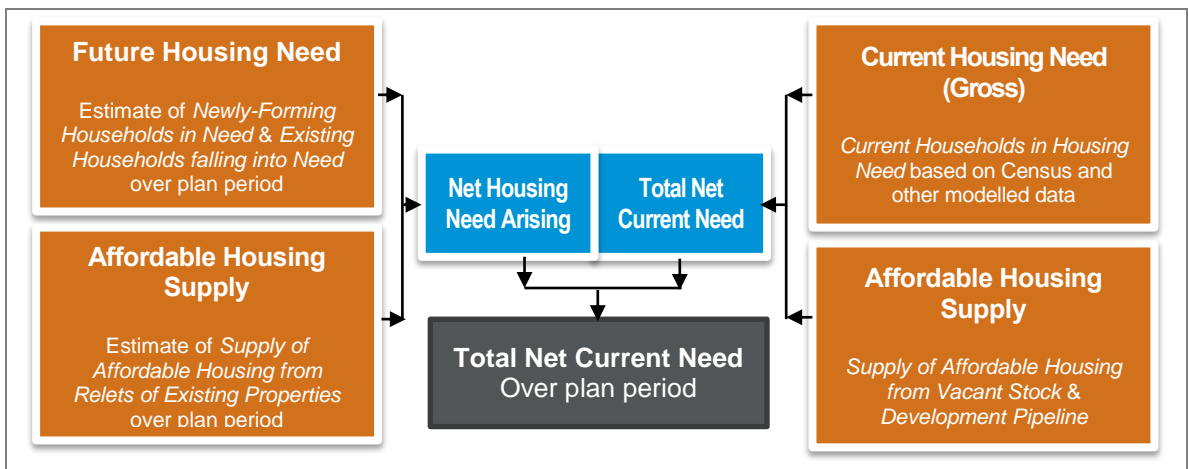 Future Housing Need
Estimate of Newly-Forming
Households in Need & Existing
Households falling into Need
over plan period
Affordable Housing
Supply
Estimate of Supply of
Affordable Housing from
Relets of Existing Properties
over plan period
Net Housing
Need Arising
Total Net
Current Need
Total Net Current Need
Over plan period
Current Housing Need
(Gross)
Current Households in Housing
Need based on Census and
other modelled data
Affordable Housing
Supply
Supply of Affordable Housing
from Vacant Stock &
Development Pipeline